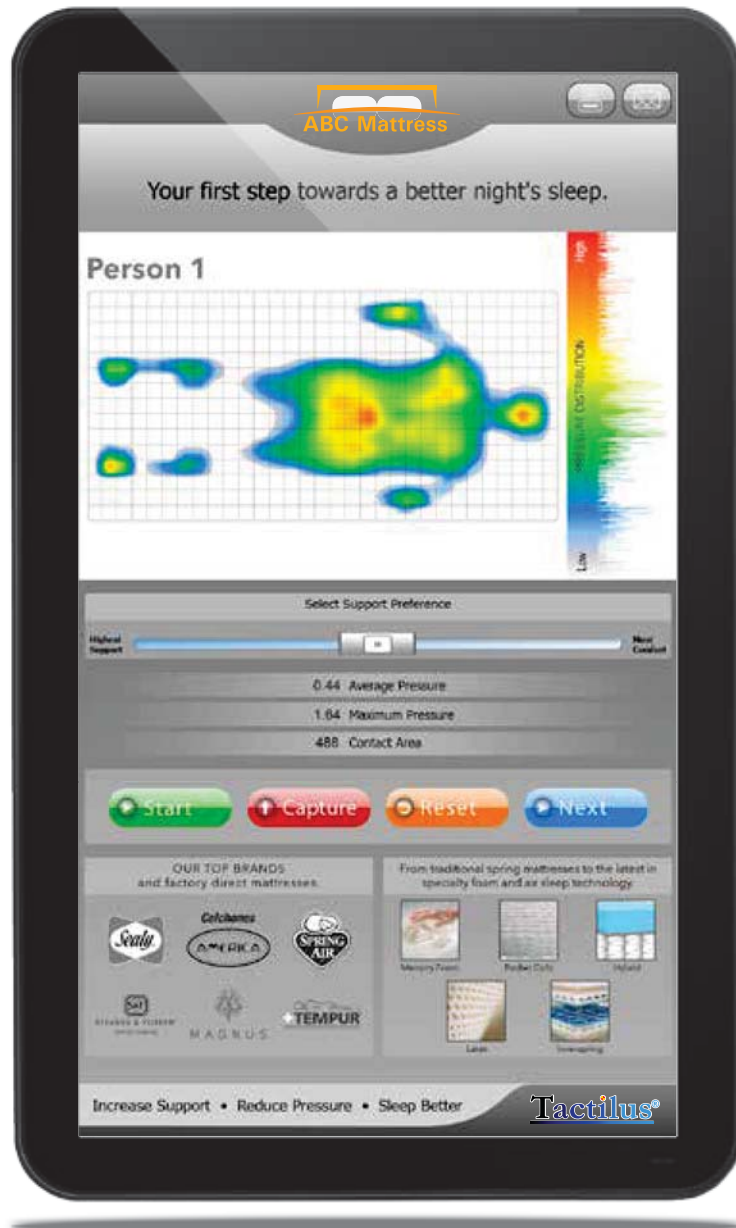 ABC Mattress
Your first step towards a better night's sleep.
Person 1
High
PRESSURE DISTRIBUTION
Low
Select Support Preference
Highest
Support
Most
Comfort
0.44 Average Pressure
1.64 Maximum Pressure
488 Contact Area
Start
Capture
Reset
Next
OUR TOP BRANDS
and factory direct mattresses.
Sealy
Colchones
AMERICA
SPRING
AIR
S&F
STEARNS & FOSTER
MAGNUS
TEMPUR
From traditional spring mattresses to the latest in
specialty foam and air sleep technology
Memory Foam
Pocket Coils
Hybrid
Latex
Innerspring
Increase Support • Reduce Pressure • Sleep Better
Tactilus®